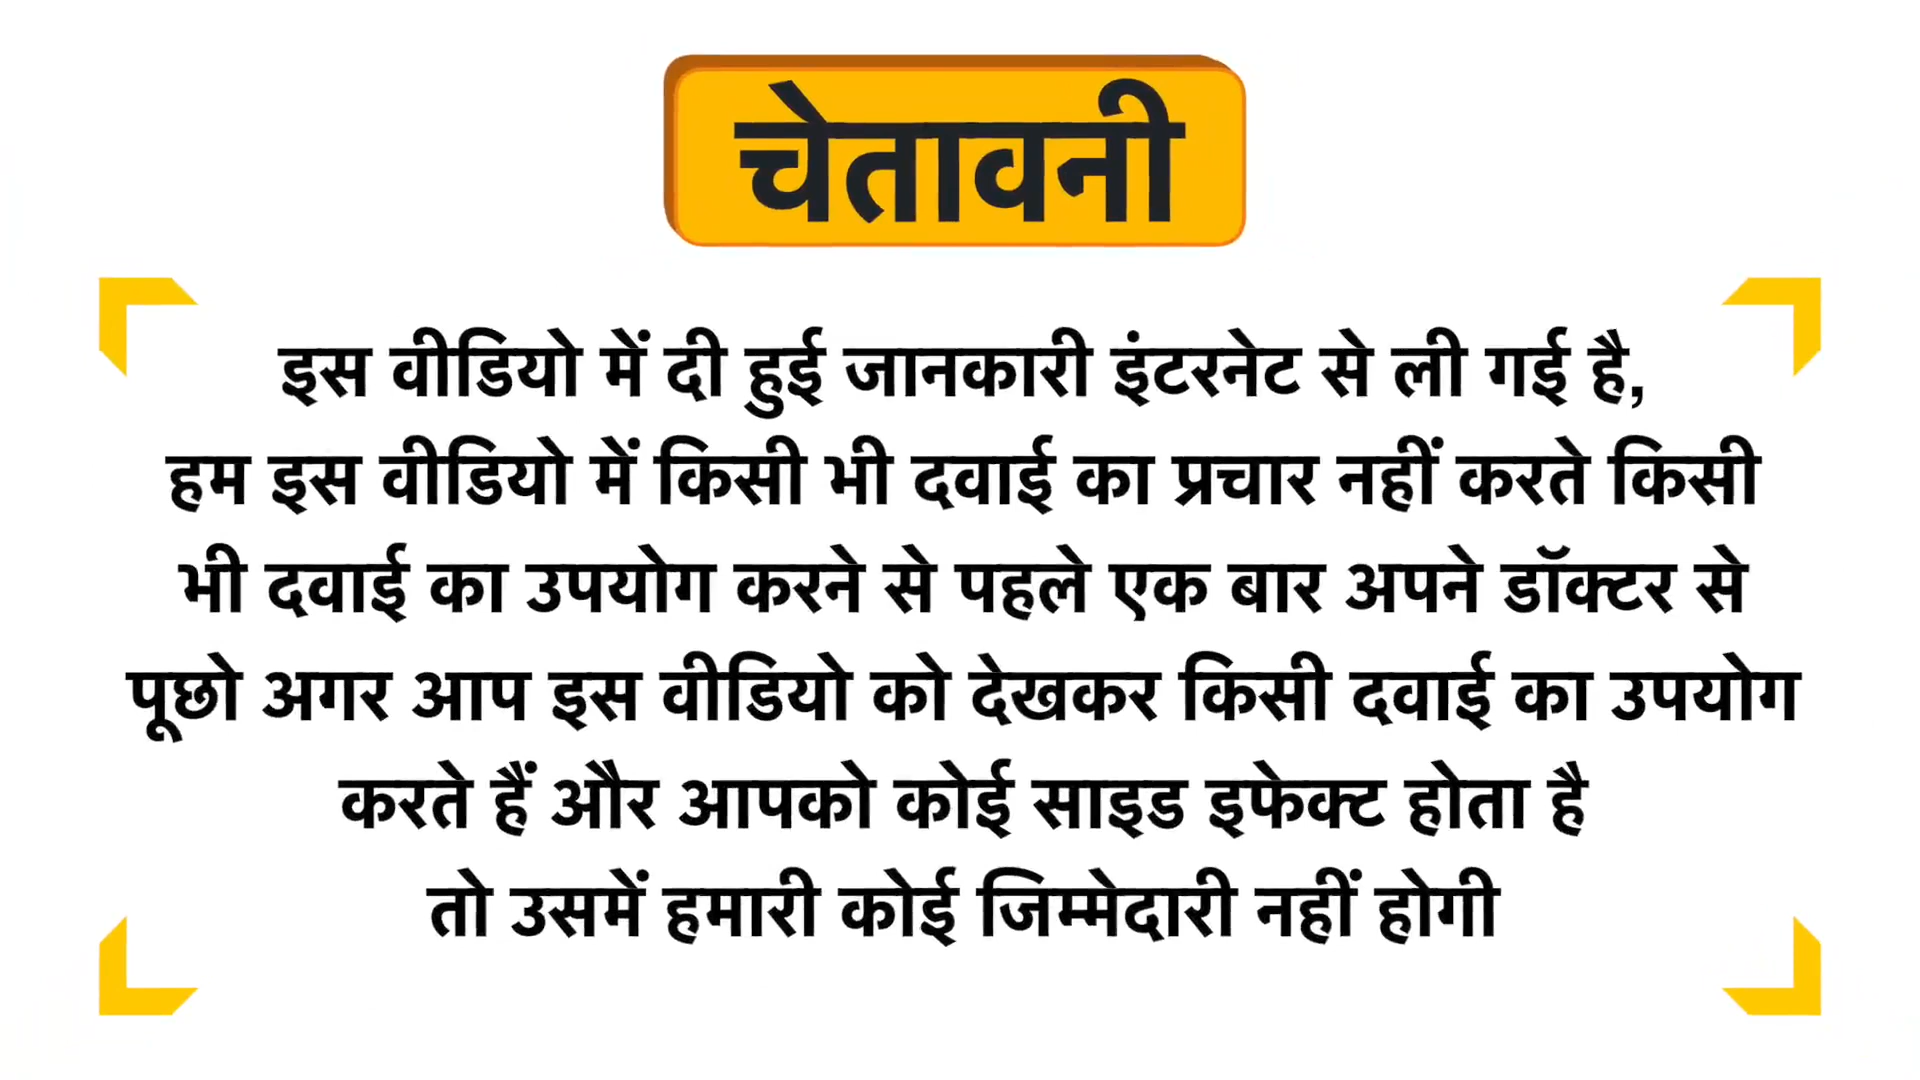 चेतावनी
इस वीडियो में दी हुई जानकारी इंटरनेट से ली गई है,
हम इस वीडियो में किसी भी दवाई का प्रचार नहीं करते किसी
भी दवाई का उपयोग करने से पहले एक बार अपने डॉक्टर से
पूछो अगर आप इस वीडियो को देखकर किसी दवाई का उपयोग
करते हैं और आपको कोई साइड इफेक्ट होता है
तो उसमें हमारी कोई जिम्मेदारी नहीं होगी